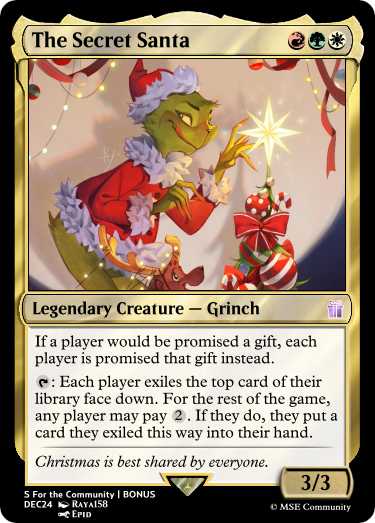 The Secret Santa
Legendary Creature — Grinch
If a player would be promised a gift, each
player is promised that gift instead.
: Each player exiles the top card of their
library face down. For the rest of the game,
any player may pay 2. If they do, they put a
card they exiled this way into their hand.
Christmas is best shared by everyone.
3/3
S For the Community | BONUS
DEC24 Raya158
Epid
© MSE Community